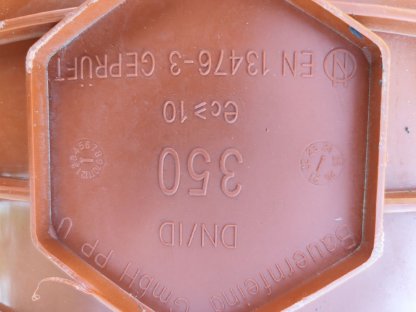 Bauernfeind GmbH PP U
DN/ID
350
ec≥10
EN 13476-3 GEPRÜFT